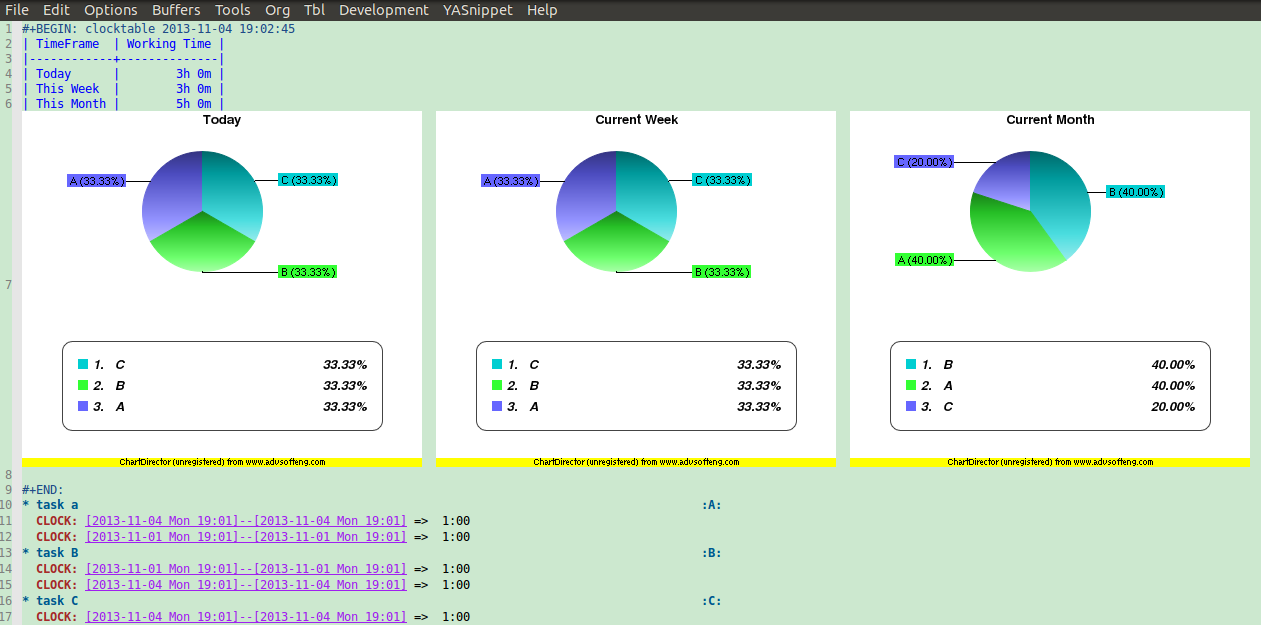 File Edit Options Buffers Tools Org Tbl Development YASnippet Help
1 #+BEGIN: clocktable 2013-11-04 19:02:45
2 | TimeFrame  | Working Time |
3 |------------+--------------|
4 | Today      |        3h 0m |
5 | This Week  |        3h 0m |
6 | This Month |        5h 0m |
Today
A (33.33%)
C (33.33%)
B (33.33%)
1. C 33.33%
2. B 33.33%
3. A 33.33%
ChartDirector (unregistered) from www.advsofteng.com
Current Week
A (33.33%)
C (33.33%)
B (33.33%)
1. C 33.33%
2. B 33.33%
3. A 33.33%
ChartDirector (unregistered) from www.advsofteng.com
Current Month
C (20.00%)
B (40.00%)
A (40.00%)
1. B 40.00%
2. A 40.00%
3. C 20.00%
ChartDirector (unregistered) from www.advsofteng.com
7
8
9 #+END:
10 * task a :A:
11 CLOCK: [2013-11-04 Mon 19:01]--[2013-11-04 Mon 19:01] => 1:00
12 CLOCK: [2013-11-01 Mon 19:01]--[2013-11-01 Mon 19:01] => 1:00
13 * task B :B:
14 CLOCK: [2013-11-01 Mon 19:01]--[2013-11-01 Mon 19:01] => 1:00
15 CLOCK: [2013-11-04 Mon 19:01]--[2013-11-04 Mon 19:01] => 1:00
16 * task C :C:
17 CLOCK: [2013-11-04 Mon 19:01]--[2013-11-04 Mon 19:01] => 1:00